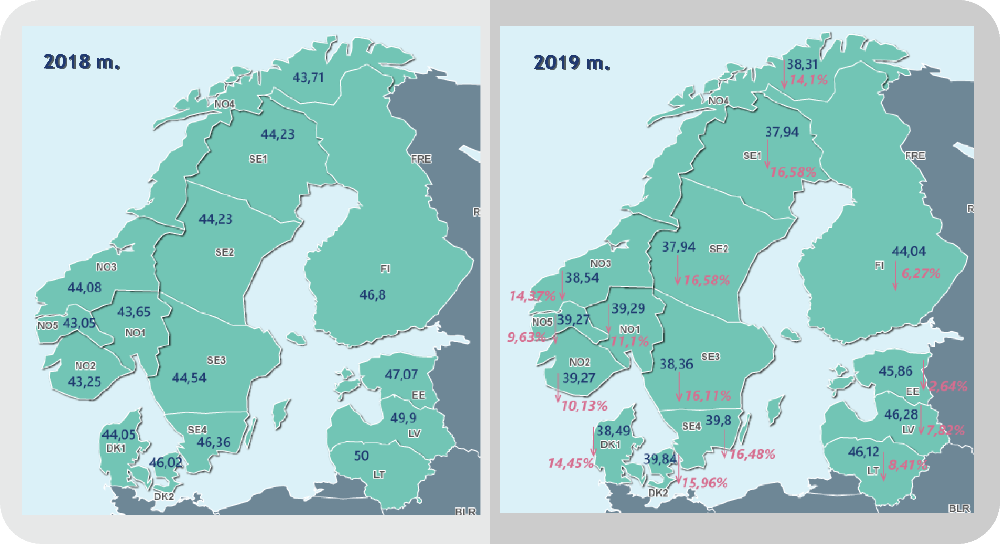 2018 m.
43,71
NO4
44,23
SE1
FRE
R
44,23
SE2
NO3
FI
44,08
46,8
43,65
NO5
43,05
NO1
SE3
NO2
44,54
43,25
47,07
EE
49,9
SE4
LV
44,05
46,36
DK1
50
46,02
LT
DK2
BLR
2019 m.
38,31
14,1%
NO4
37,94
SE1
FRE
16,58%
R
37,94
SE2
44,04
NO3
FI
38,54
6,27%
16,58%
14,37%
39,29
39,27
NO5
NO1
9,63%
11,1%
SE3
NO2
38,36
45,86
39,27
2,64%
EE
16,11%
10,13%
46,28
39,8
SE4
LV
38,49
7,82%
DK1
46,12
16,48%
39,84
14,45%
8,41%
LT
15,96%
DK2
BLR